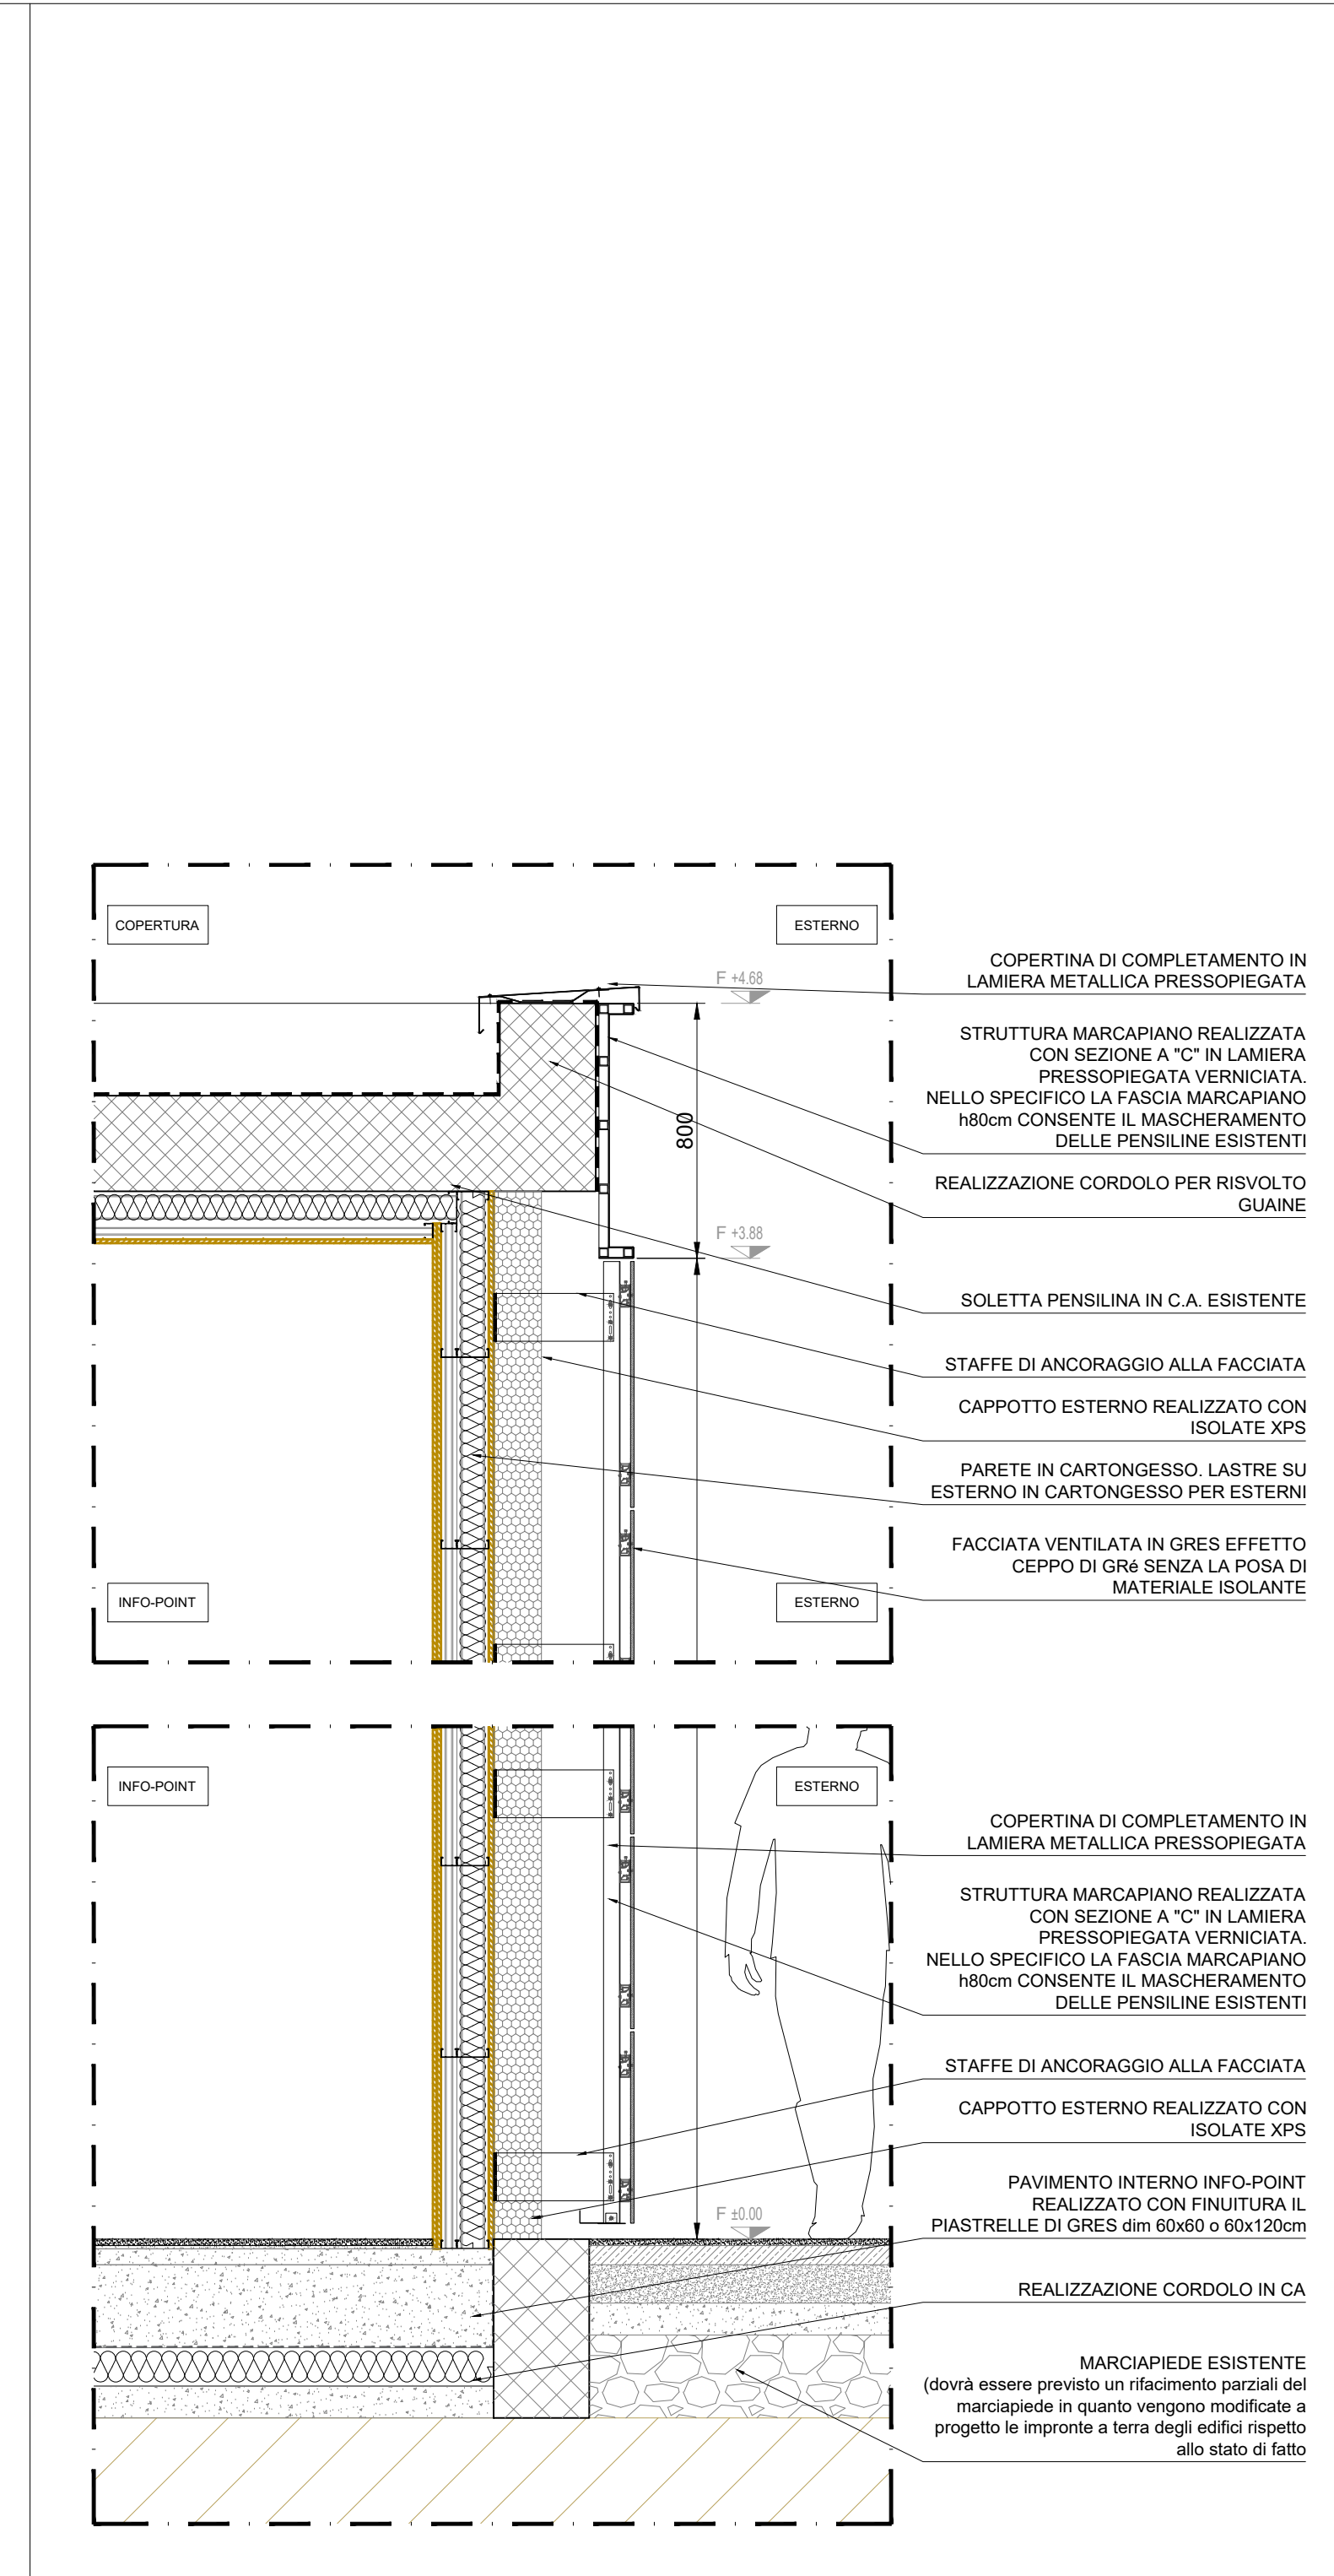 COPERTURA
ESTERNO
COPERTINA DI COMPLETAMENTO IN
LAMIERA METALLICA PRESSOPIEGATA
F +4.68
STRUTTURA MARCAPIANO REALIZZATA
CON SEZIONE A "C" IN LAMIERA
PRESSOPIEGATA VERNICIATA.
NELLO SPECIFICO LA FASCIA MARCAPIANO
h80cm CONSENTE IL MASCHERAMENTO
DELLE PENSILINE ESISTENTI
800
REALIZZAZIONE CORDOLO PER RISVOLTO
GUAINE
F +3.88
SOLETTA PENSILINA IN C.A. ESISTENTE
STAFFE DI ANCORAGGIO ALLA FACCIATA
CAPPOTTO ESTERNO REALIZZATO CON
ISOLATE XPS
PARETE IN CARTONGESSO. LASTRE SU
ESTERNO IN CARTONGESSO PER ESTERNI
FACCIATA VENTILATA IN GRES EFFETTO
CEPPO DI GRé SENZA LA POSA DI
MATERIALE ISOLANTE
INFO-POINT
ESTERNO
INFO-POINT
ESTERNO
COPERTINA DI COMPLETAMENTO IN
LAMIERA METALLICA PRESSOPIEGATA
STRUTTURA MARCAPIANO REALIZZATA
CON SEZIONE A "C" IN LAMIERA
PRESSOPIEGATA VERNICIATA.
NELLO SPECIFICO LA FASCIA MARCAPIANO
h80cm CONSENTE IL MASCHERAMENTO
DELLE PENSILINE ESISTENTI
STAFFE DI ANCORAGGIO ALLA FACCIATA
CAPPOTTO ESTERNO REALIZZATO CON
ISOLATE XPS
PAVIMENTO INTERNO INFO-POINT
REALIZZATO CON FINUITURA IL
PIASTRELLE DI GRES dim 60x60 o 60x120cm
F ±0.00
REALIZZAZIONE CORDOLO IN CA
MARCIAPIEDE ESISTENTE
(dovrà essere previsto un rifacimento parziali del
marciapiede in quanto vengono modificate a
progetto le impronte a terra degli edifici rispetto
allo stato di fatto